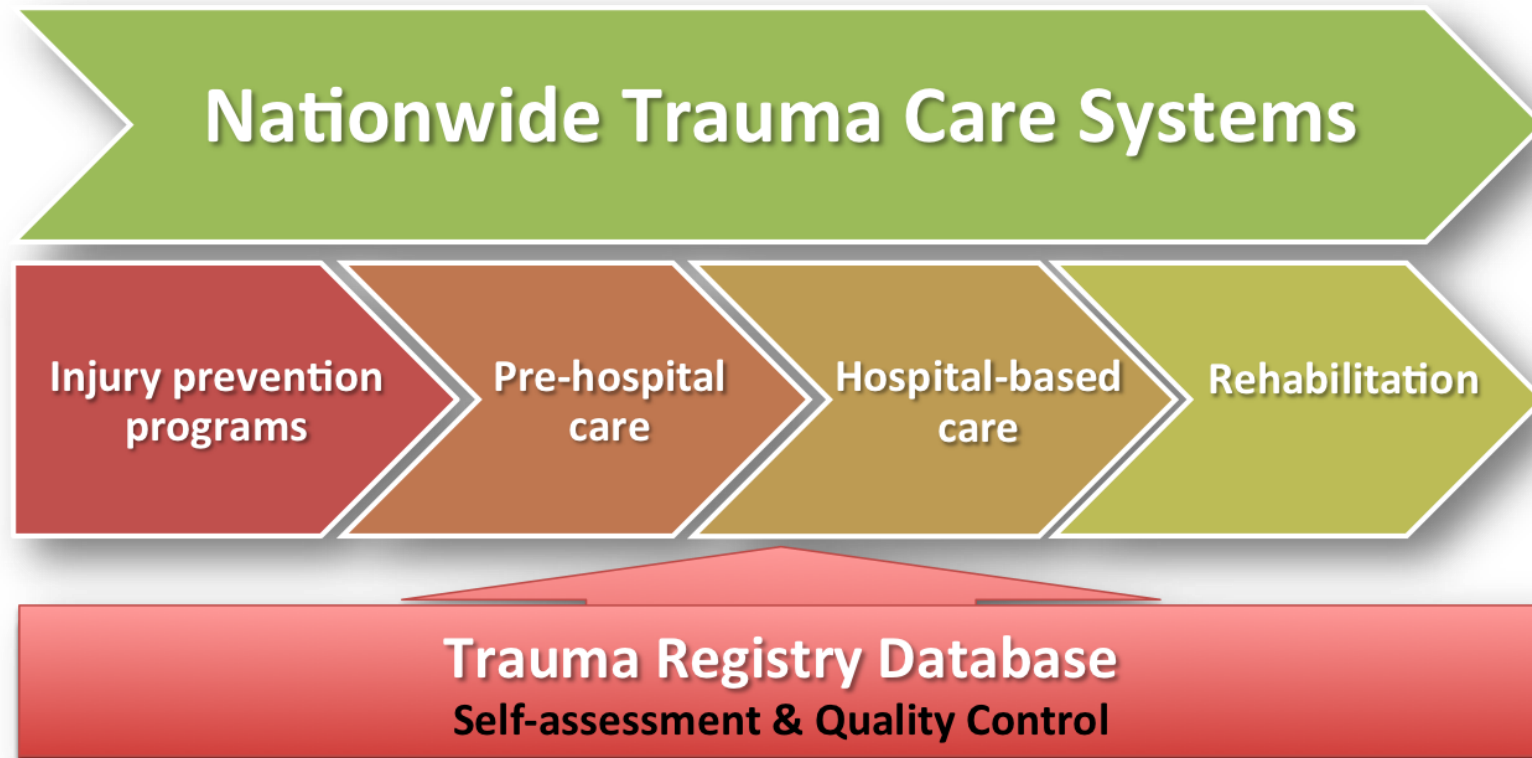 Nationwide Trauma Care Systems
Injury prevention
programs
Pre-hospital
care
Hospital-based
care
Rehabilitation
Trauma Registry Database
Self-assessment & Quality Control